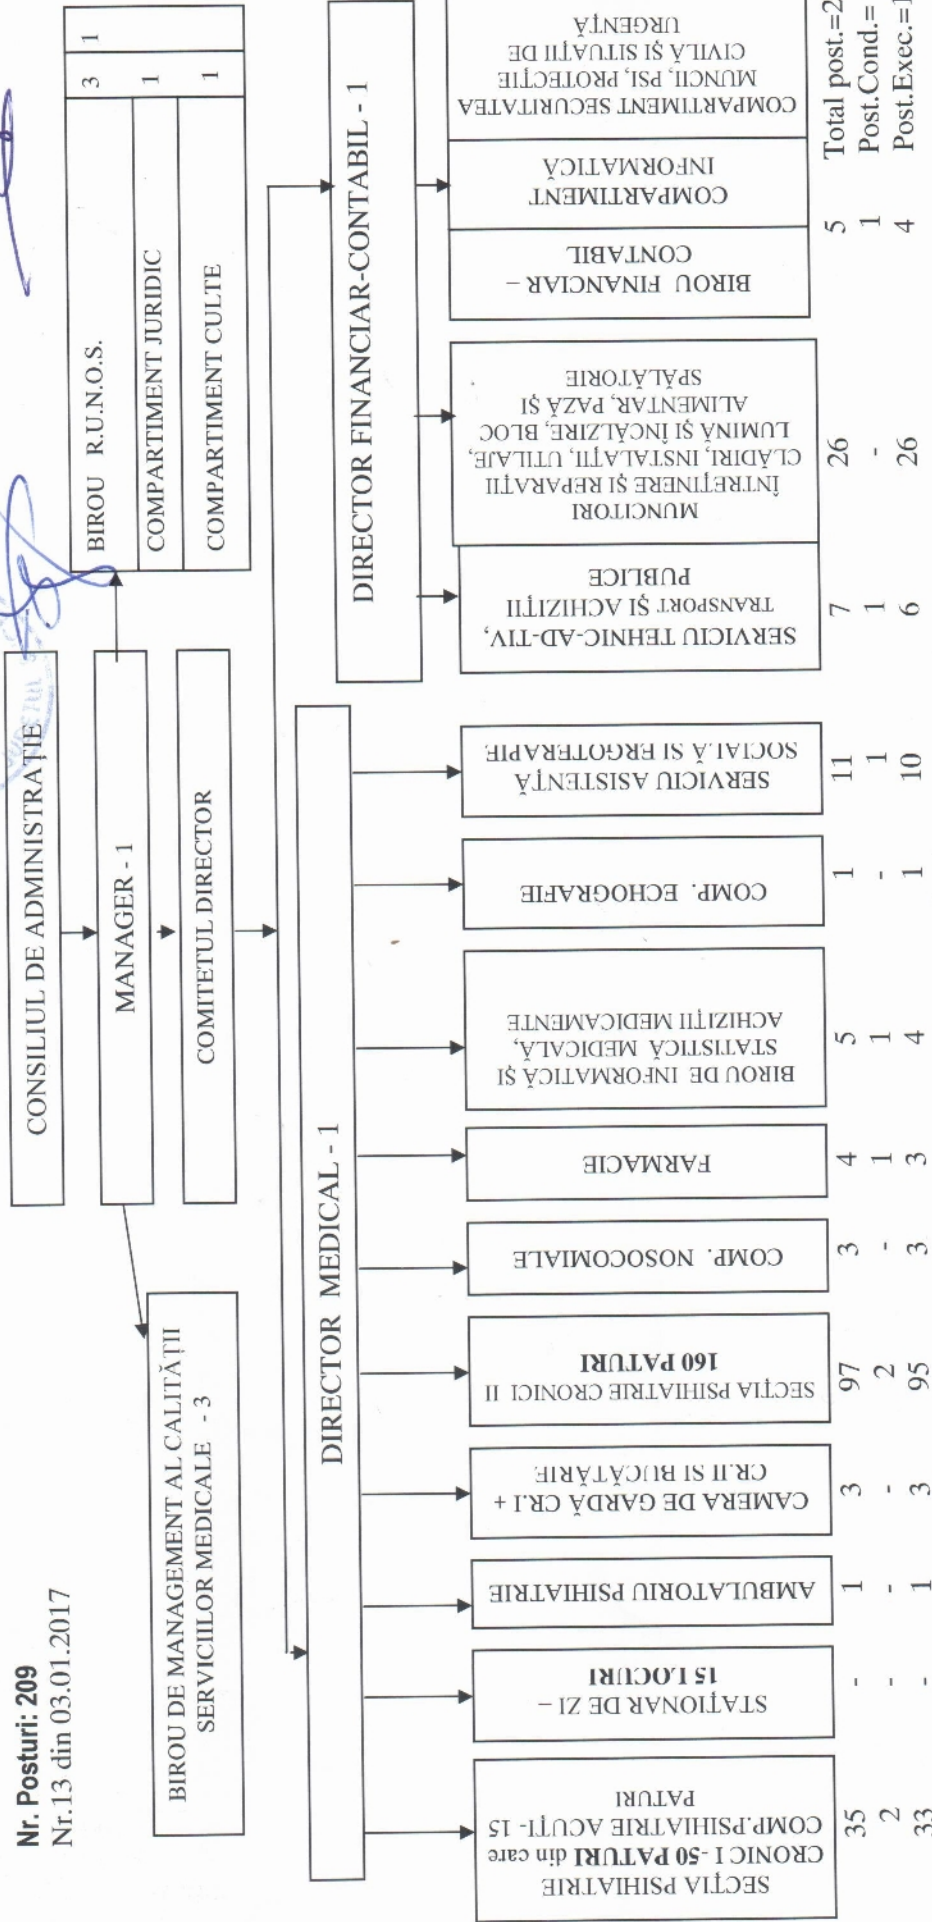 Nr. Posturi: 209
Nr.13 din 03.01.2017
CONSILIUL DE ADMINISTRAȚIE
MANAGER - 1
COMITETUL DIRECTOR
BIROU DE MANAGEMENT AL CALITĂȚII
SERVICIILOR MEDICALE - 3
BIROU R.U.N.O.S. 3 1
COMPARTIMENT JURIDIC 1
COMPARTIMENT CULTE 1
DIRECTOR MEDICAL - 1
DIRECTOR FINANCIAR-CONTABIL - 1
SECȚIA PSIHIATRIE
CRONICI I -50 PATURI din care
COMP.PSIHIATRIE ACUȚI- 15
PATURI
35
2
33
STAȚIONAR DE ZI –
15 LOCURI
-
-
-
AMBULATORIU PSIHIATRIE
1
-
1
CAMERA DE GARDĂ CR.I +
CR.II SI BUCĂTĂRIE
3
-
3
SECȚIA PSIHIATRIE CRONICI II
160 PATURI
97
2
95
COMP. NOSOCOMIALE
3
-
3
FARMACIE
4
1
3
BIROU DE INFORMATICĂ ȘI
STATISTICĂ MEDICALĂ,
ACHIZIȚII MEDICAMENTE
5
1
4
COMP. ECHOGRAFIE
1
-
1
SERVICIU ASISTENȚĂ
SOCIALĂ SI ERGOTERAPIE
11
1
10
SERVICIU TEHNIC-AD-TIV,
TRANSPORT ȘI ACHIZIȚII
PUBLICE
7
1
6
MUNCITORI
ÎNTREȚINERE ȘI REPARAȚII
CLĂDIRI, INSTALAȚII, UTILAJE,
LUMINĂ ȘI ÎNCĂLZIRE, BLOC
ALIMENTAR, PAZĂ ȘI
SPĂLĂTORIE
26
-
26
BIROU FINANCIAR –
CONTABIL
COMPARTIMENT
INFORMATICĂ
COMPARTIMENT SECURITATEA
MUNCII, PSI, PROTECȚIE
CIVILĂ ȘI SITUAȚII DE
URGENȚĂ
5
1
4
Total post.=2
Post.Cond.=
Post.Exec.=1